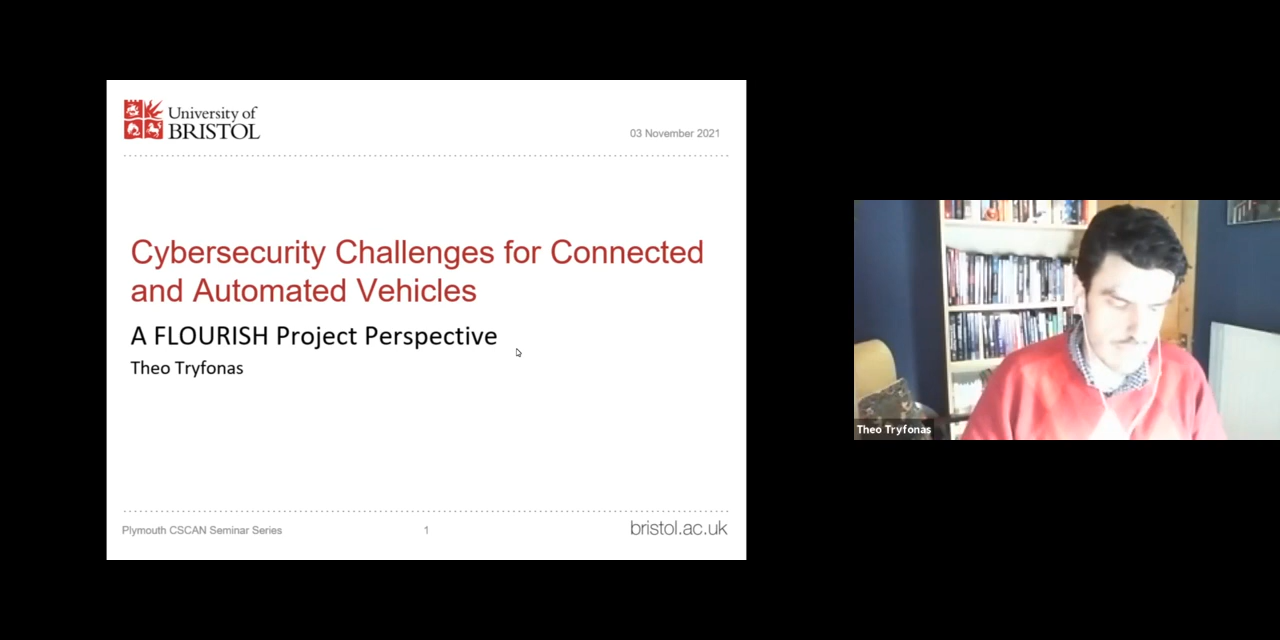 University of
BRISTOL
03 November 2021
Cybersecurity Challenges for Connected
and Automated Vehicles
A FLOURISH Project Perspective
Theo Tryfonas
Plymouth CSCAN Seminar Series
1
bristol.ac.uk
Theo Tryfonas